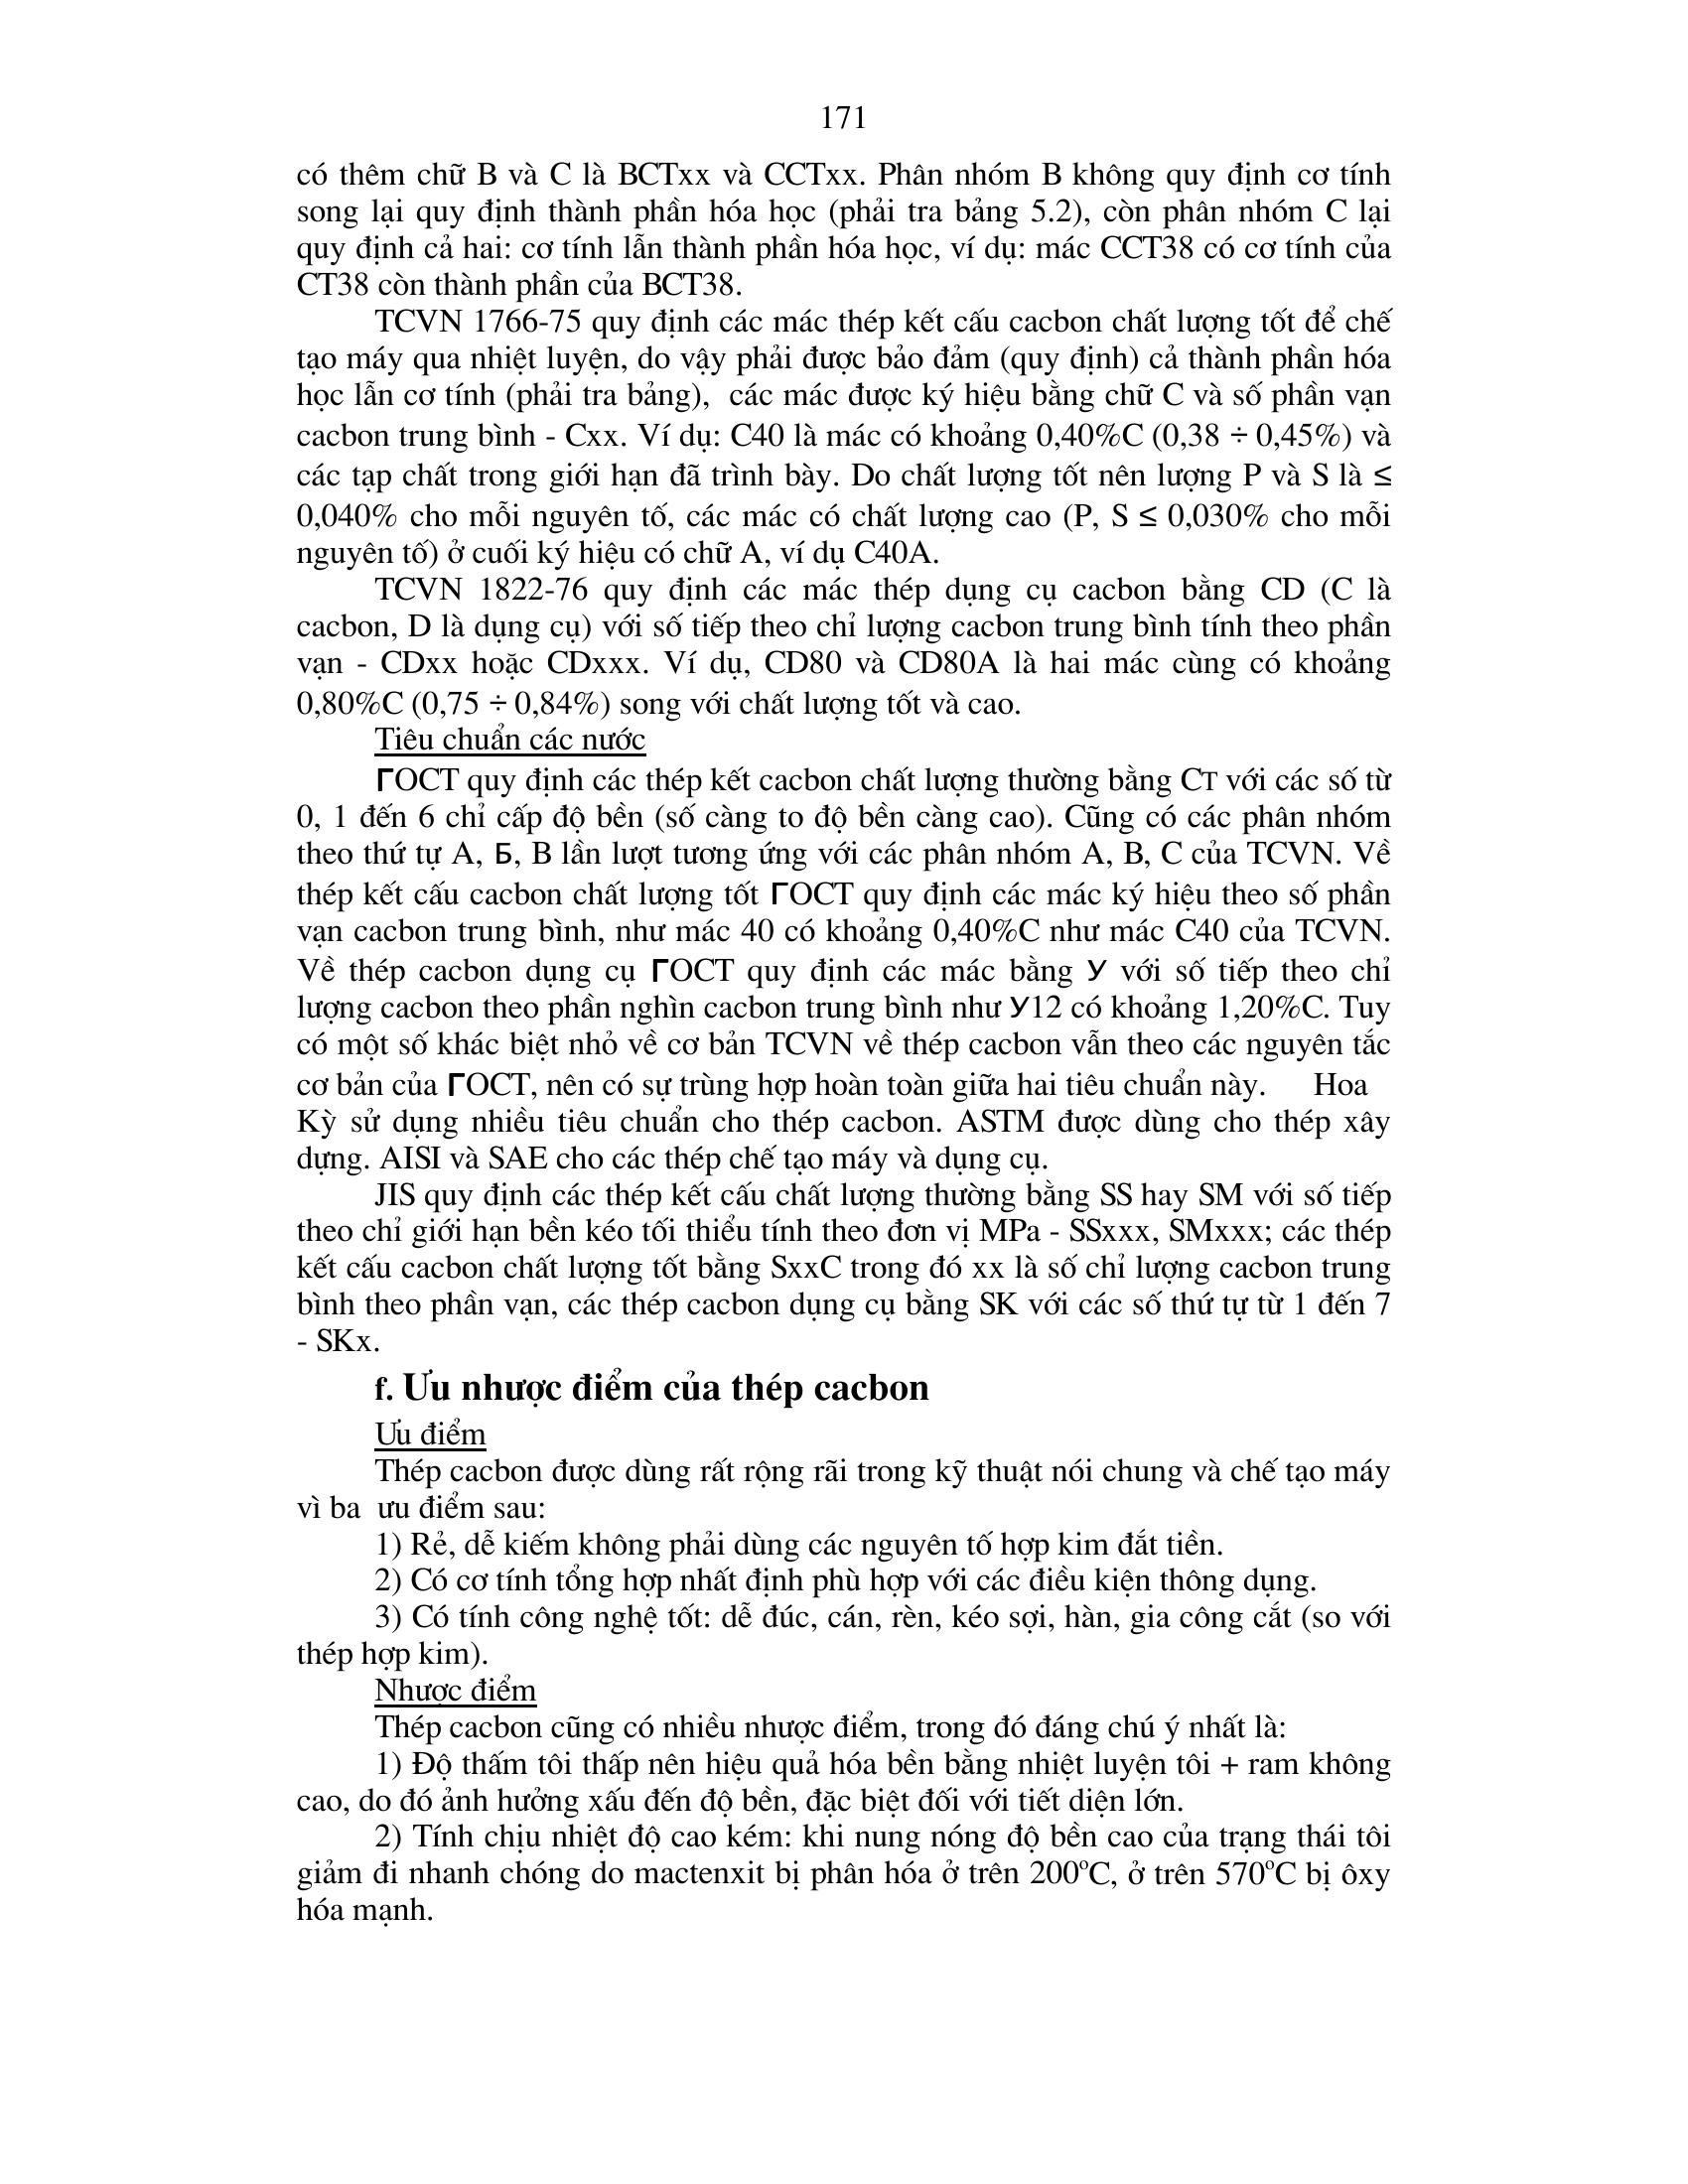 171
có thêm chữ B và C là BCTxx và CCTxx. Phân nhóm B không quy định cơ tính
song lại quy định thành phần hóa học (phải tra bảng 5.2), còn phân nhóm C lại
quy định cả hai: cơ tính lẫn thành phần hóa học, ví dụ: mác CCT38 có cơ tính của
CT38 còn thành phần của BCT38.
TCVN 1766-75 quy định các mác thép kết cấu cacbon chất lượng tốt để chế
tạo máy qua nhiệt luyện, do vậy phải được bảo đảm (quy định) cả thành phần hóa
học lẫn cơ tính (phải tra bảng), các mác được ký hiệu bằng chữ C và số phần vạn
cacbon trung bình - Cxx. Ví dụ: C40 là mác có khoảng 0,40%C (0,38 ÷ 0,45%) và
các tạp chất trong giới hạn đã trình bày. Do chất lượng tốt nên lượng P và S là ≤
0,040% cho mỗi nguyên tố, các mác có chất lượng cao (P, S ≤ 0,030% cho mỗi
nguyên tố) ở cuối ký hiệu có chữ A, ví dụ C40A.
TCVN 1822-76 quy định các mác thép dụng cụ cacbon bằng CD (C là
cacbon, D là dụng cụ) với số tiếp theo chỉ lượng cacbon trung bình tính theo phần
vạn - CDxx hoặc CDxxx. Ví dụ, CD80 và CD80A là hai mác cùng có khoảng
0,80%C (0,75 ÷ 0,84%) song với chất lượng tốt và cao.
Tiêu chuẩn các nước
ГOCT quy định các thép kết cacbon chất lượng thường bằng CT với các số từ
0, 1 đến 6 chỉ cấp độ bền (số càng to độ bền càng cao). Cũng có các phân nhóm
theo thứ tự A, Б, B lần lượt tương ứng với các phân nhóm A, B, C của TCVN. Về
thép kết cấu cacbon chất lượng tốt ГOCT quy định các mác ký hiệu theo số phần
vạn cacbon trung bình, như mác 40 có khoảng 0,40%C như mác C40 của TCVN.
Về thép cacbon dụng cụ ГOCT quy định các mác bằng У với số tiếp theo chỉ
lượng cacbon theo phần nghìn cacbon trung bình như У12 có khoảng 1,20%C. Tuy
có một số khác biệt nhỏ về cơ bản TCVN về thép cacbon vẫn theo các nguyên tắc
cơ bản của ГOCT, nên có sự trùng hợp hoàn toàn giữa hai tiêu chuẩn này. Hoa
Kỳ sử dụng nhiều tiêu chuẩn cho thép cacbon. ASTM được dùng cho thép xây
dựng. AISI và SAE cho các thép chế tạo máy và dụng cụ.
JIS quy định các thép kết cấu chất lượng thường bằng SS hay SM với số tiếp
theo chỉ giới hạn bền kéo tối thiểu tính theo đơn vị MPa - SSxxx, SMxxx; các thép
kết cấu cacbon chất lượng tốt bằng SxxC trong đó xx là số chỉ lượng cacbon trung
bình theo phần vạn, các thép cacbon dụng cụ bằng SK với các số thứ tự từ 1 đến 7
- SKx.
f. Ưu nhược điểm của thép cacbon
Ưu điểm
Thép cacbon được dùng rất rộng rãi trong kỹ thuật nói chung và chế tạo máy
vì ba ưu điểm sau:
1) Rẻ, dễ kiếm không phải dùng các nguyên tố hợp kim đắt tiền.
2) Có cơ tính tổng hợp nhất định phù hợp với các điều kiện thông dụng.
3) Có tính công nghệ tốt: dễ đúc, cán, rèn, kéo sợi, hàn, gia công cắt (so với
thép hợp kim).
Nhược điểm
Thép cacbon cũng có nhiều nhược điểm, trong đó đáng chú ý nhất là:
1) Độ thấm tôi thấp nên hiệu quả hóa bền bằng nhiệt luyện tôi + ram không
cao, do đó ảnh hưởng xấu đến độ bền, đặc biệt đối với tiết diện lớn.
2) Tính chịu nhiệt độ cao kém: khi nung nóng độ bền cao của trạng thái tôi
giảm đi nhanh chóng do mactenxit bị phân hóa ở trên 200ºC, ở trên 570ºC bị ôxy
hóa mạnh.